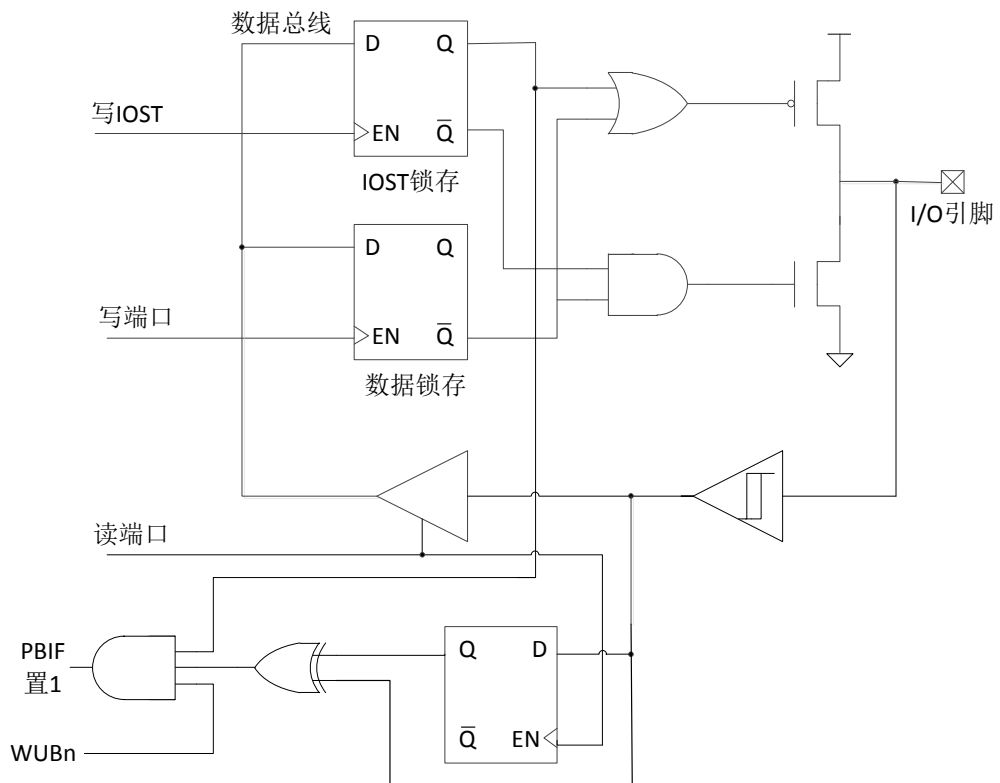 数据总线
D Q
写IOST
EN Q̅
IOST锁存
I/O引脚
D Q
写端口
EN Q̅
数据锁存
读端口
PBIF
置1
Q D
Q̅ EN
WUBn